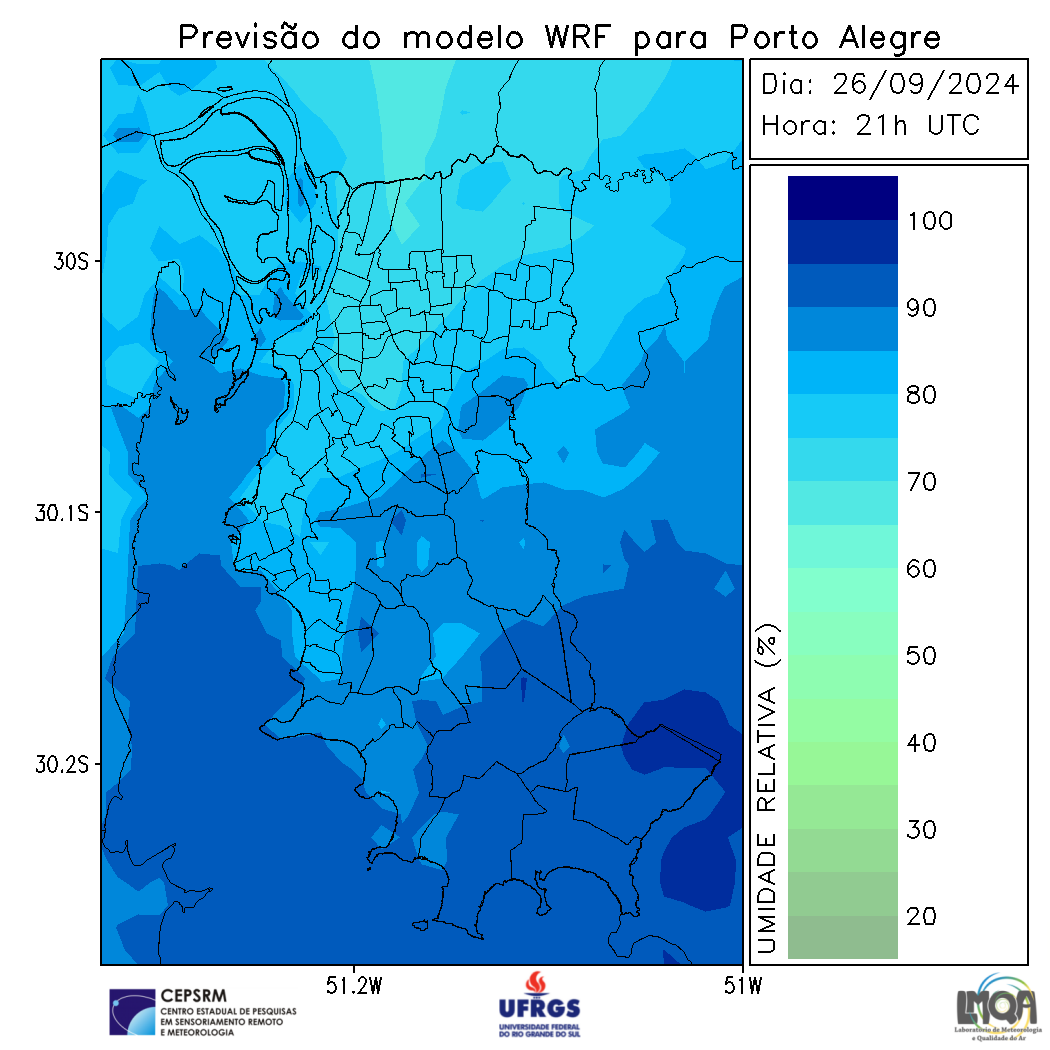 Previsão do modelo WRF para Porto Alegre
Dia: 26/09/2024
Hora: 21h UTC
30S
30.1S
30.2S
51.2W
51W
100
90
80
70
60
50
40
30
20
UMIDADE RELATIVA (%)
CEPSRM
CENTRO ESTADUAL DE PESQUISAS
EM SENSORIAMENTO REMOTO
E METEOROLOGIA
UFRGS
UNIVERSIDADE FEDERAL
DO RIO GRANDE DO SUL
LMQA
Laboratório de Meteorologia
e Qualidade do Ar